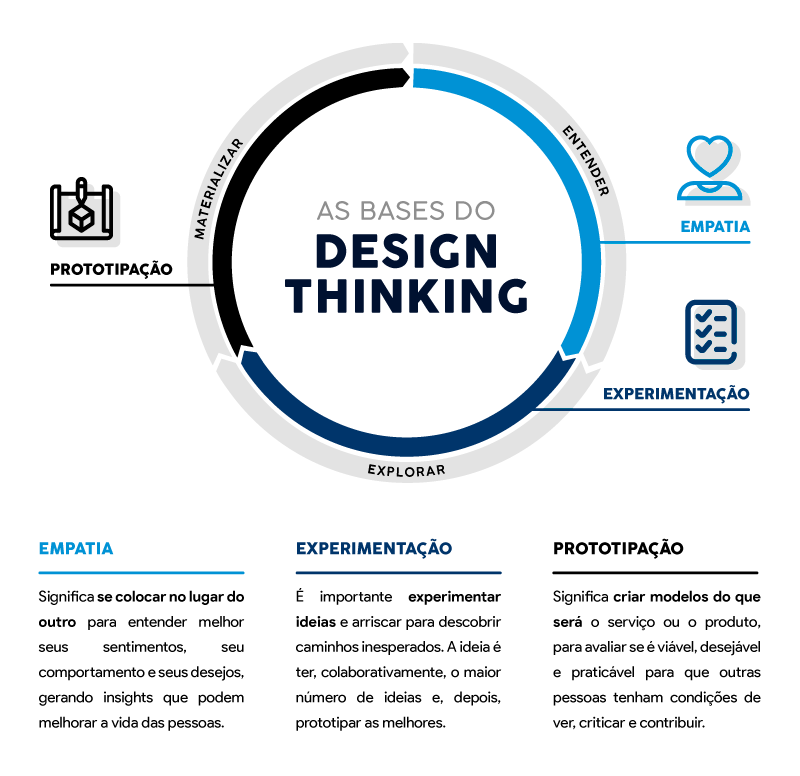 AS BASES DO
DESIGN
THINKING
MATERIALIZAR
ENTENDER
EXPLORAR
PROTOTIPAÇÃO
EMPATIA
EXPERIMENTAÇÃO
EMPATIA
Significa se colocar no lugar do
outro para entender melhor
seus sentimentos, seu
comportamento e seus desejos,
gerando insights que podem
melhorar a vida das pessoas.
EXPERIMENTAÇÃO
É importante experimentar
ideias e arriscar para descobrir
caminhos inesperados. A ideia é
ter, colaborativamente, o maior
número de ideias e, depois,
prototipar as melhores.
PROTOTIPAÇÃO
Significa criar modelos do que
será o serviço ou o produto,
para avaliar se é viável, desejável
e praticável para que outras
pessoas tenham condições de
ver, criticar e contribuir.